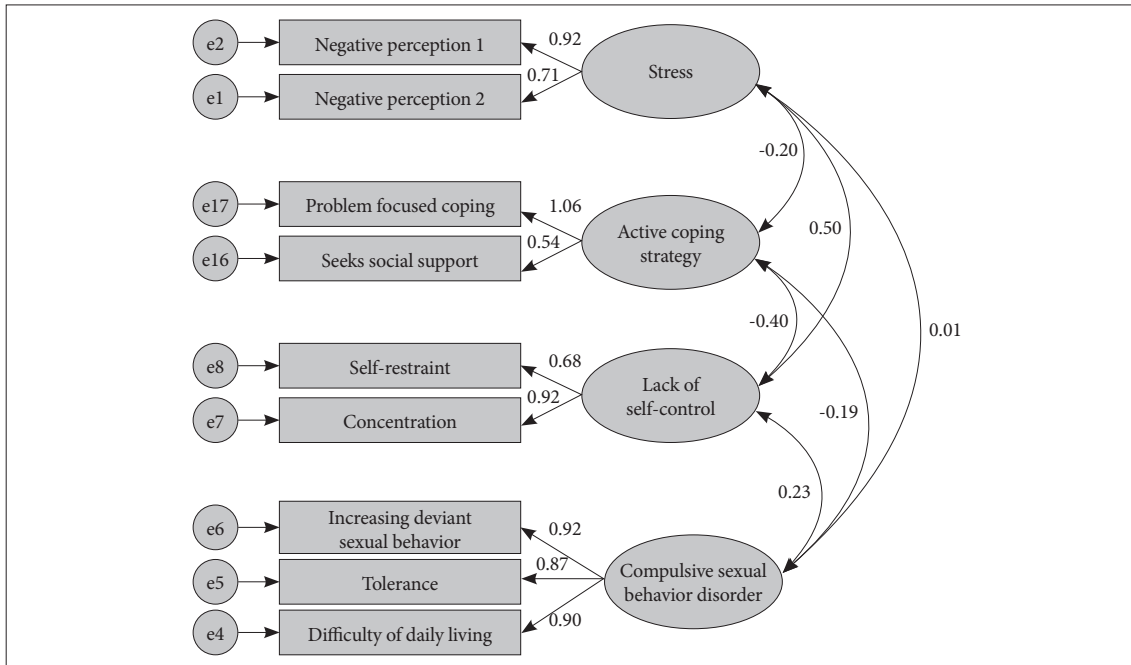 e2
Negative perception 1
0.92
Stress
e1
Negative perception 2
0.71
-0.20
e17
Problem focused coping
1.06
Active coping
strategy
0.50
e16
Seeks social support
0.54
-0.40
0.01
e8
Self-restraint
0.68
Lack of
self-control
e7
Concentration
0.92
-0.19
0.23
e6
Increasing deviant
sexual behavior
0.92
Compulsive sexual
behavior disorder
e5
Tolerance
0.87
e4
Difficulty of daily living
0.90